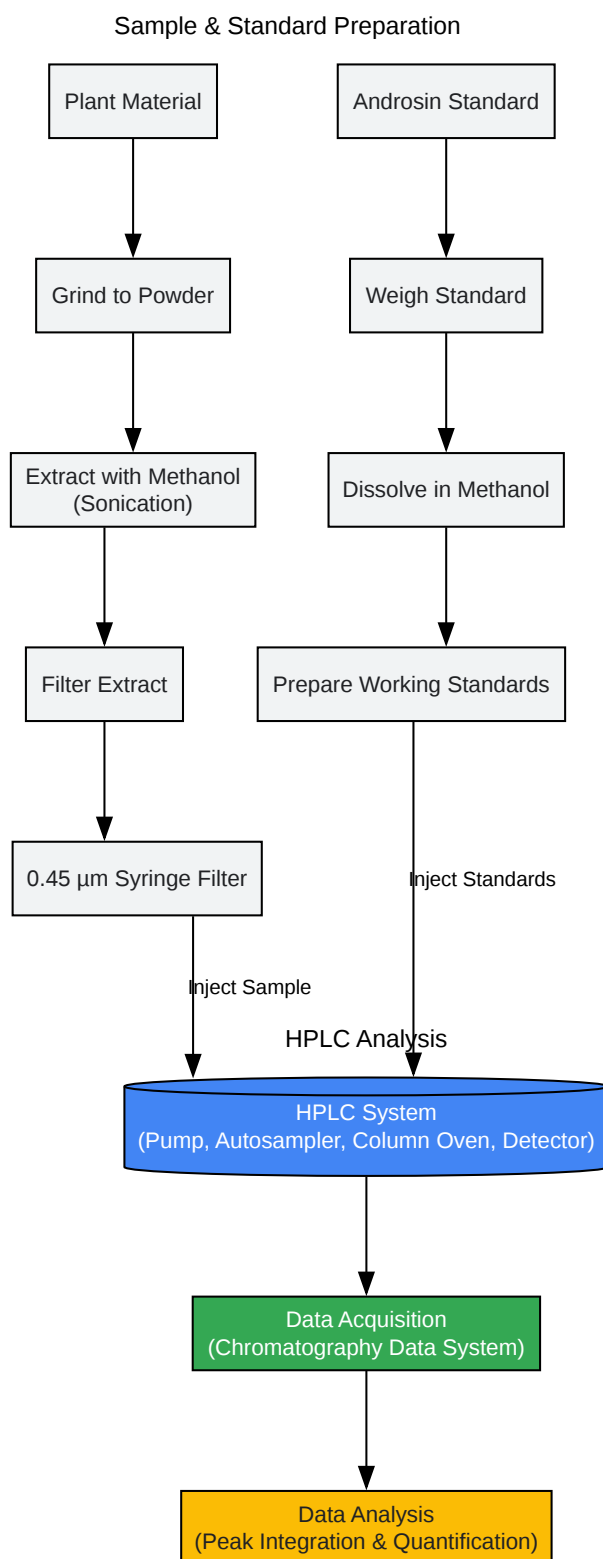 Sample & Standard Preparation
Plant Material
Androsin Standard
Grind to Powder
Weigh Standard
Extract with Methanol
(Sonication)
Dissolve in Methanol
Filter Extract
Prepare Working Standards
0.45 µm Syringe Filter
Inject Standards
Inject Sample
HPLC Analysis
HPLC System
(Pump, Autosampler, Column Oven, Detector)
Data Acquisition
(Chromatography Data System)
Data Analysis
(Peak Integration & Quantification)